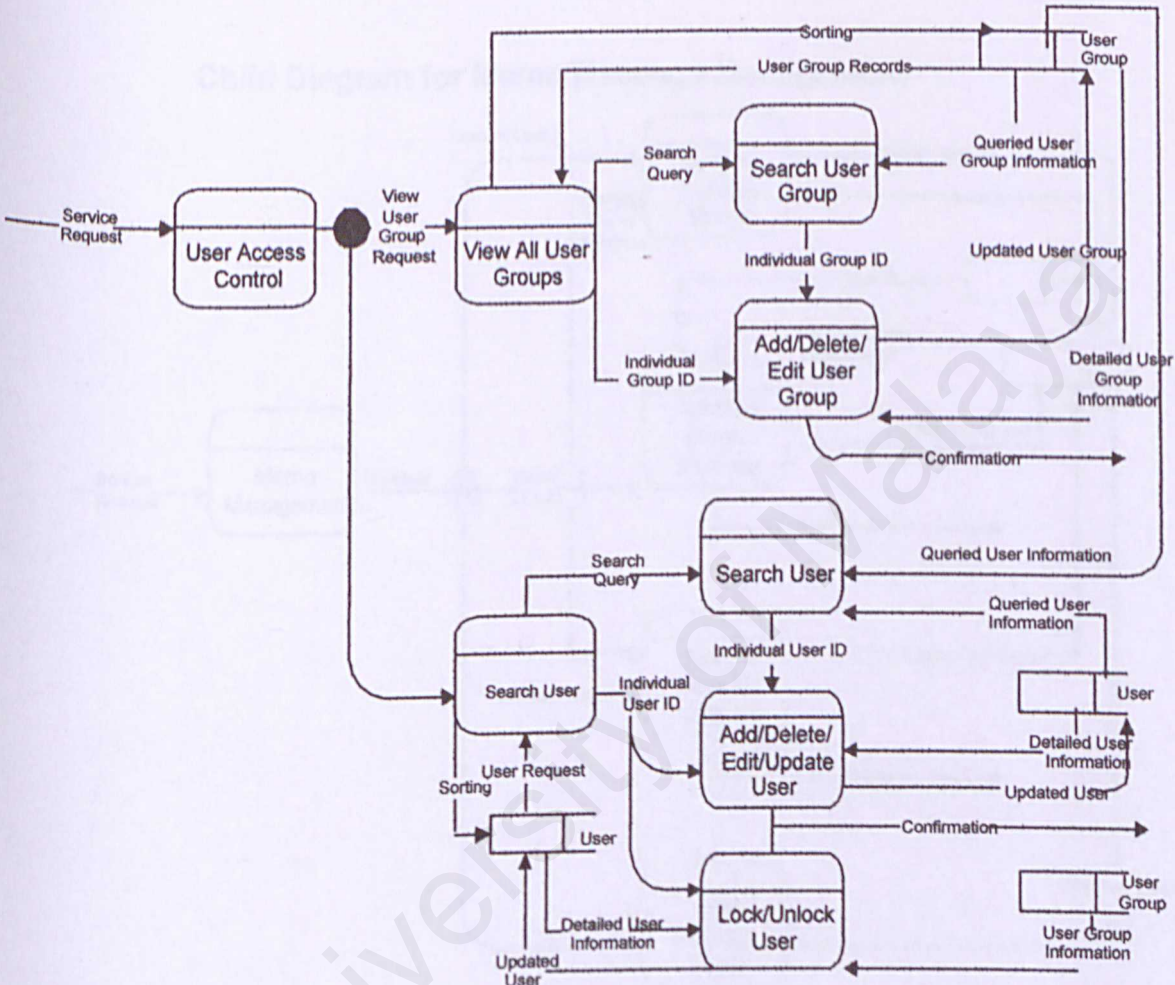 Sorting
User
Group
User Group Records
Search
Query
Search User
Group
Queried User
Group Information
Service
Request
User Access
Control
View
User
Group
Request
View All User
Groups
Individual Group ID
Updated User Group
Individual
Group ID
Add/Delete/
Edit User
Group
Detailed User
Group
Information
Confirmation
Search
Query
Search User
Queried User Information
Queried User
Information
Individual User ID
Search User
Individual
User ID
User
Add/Delete/
Edit/Update
User
Detailed User
Information
Updated User
User Request
Sorting
User
Confirmation
Lock/Unlock
User
Detailed User
Information
Updated
User
User
Group
User Group
Information
University of Malaya
Child Diagram for